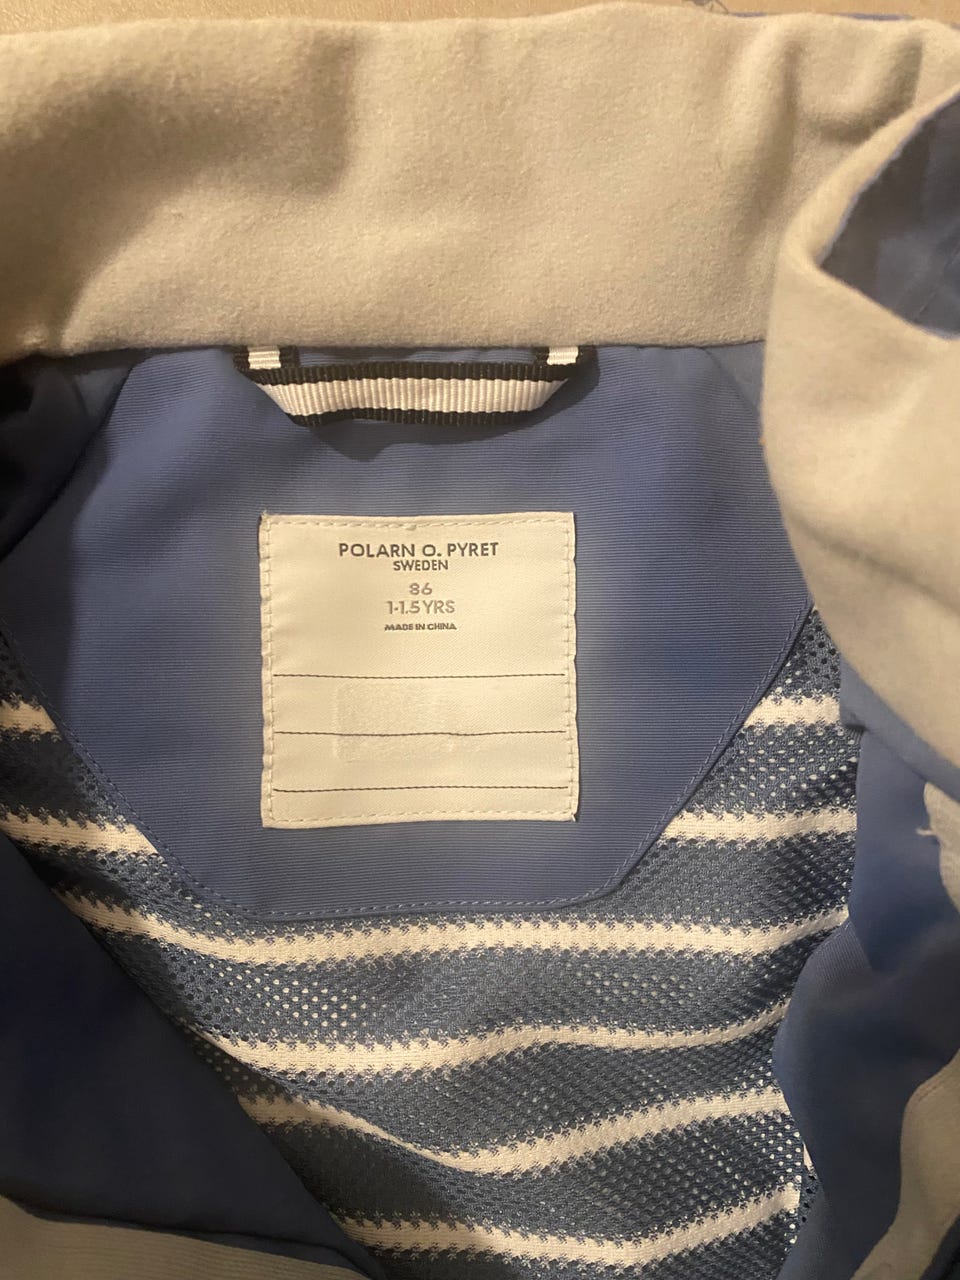 POLARN O. PYRET
SWEDEN
86
1-1.5 YRS
MADE IN CHINA